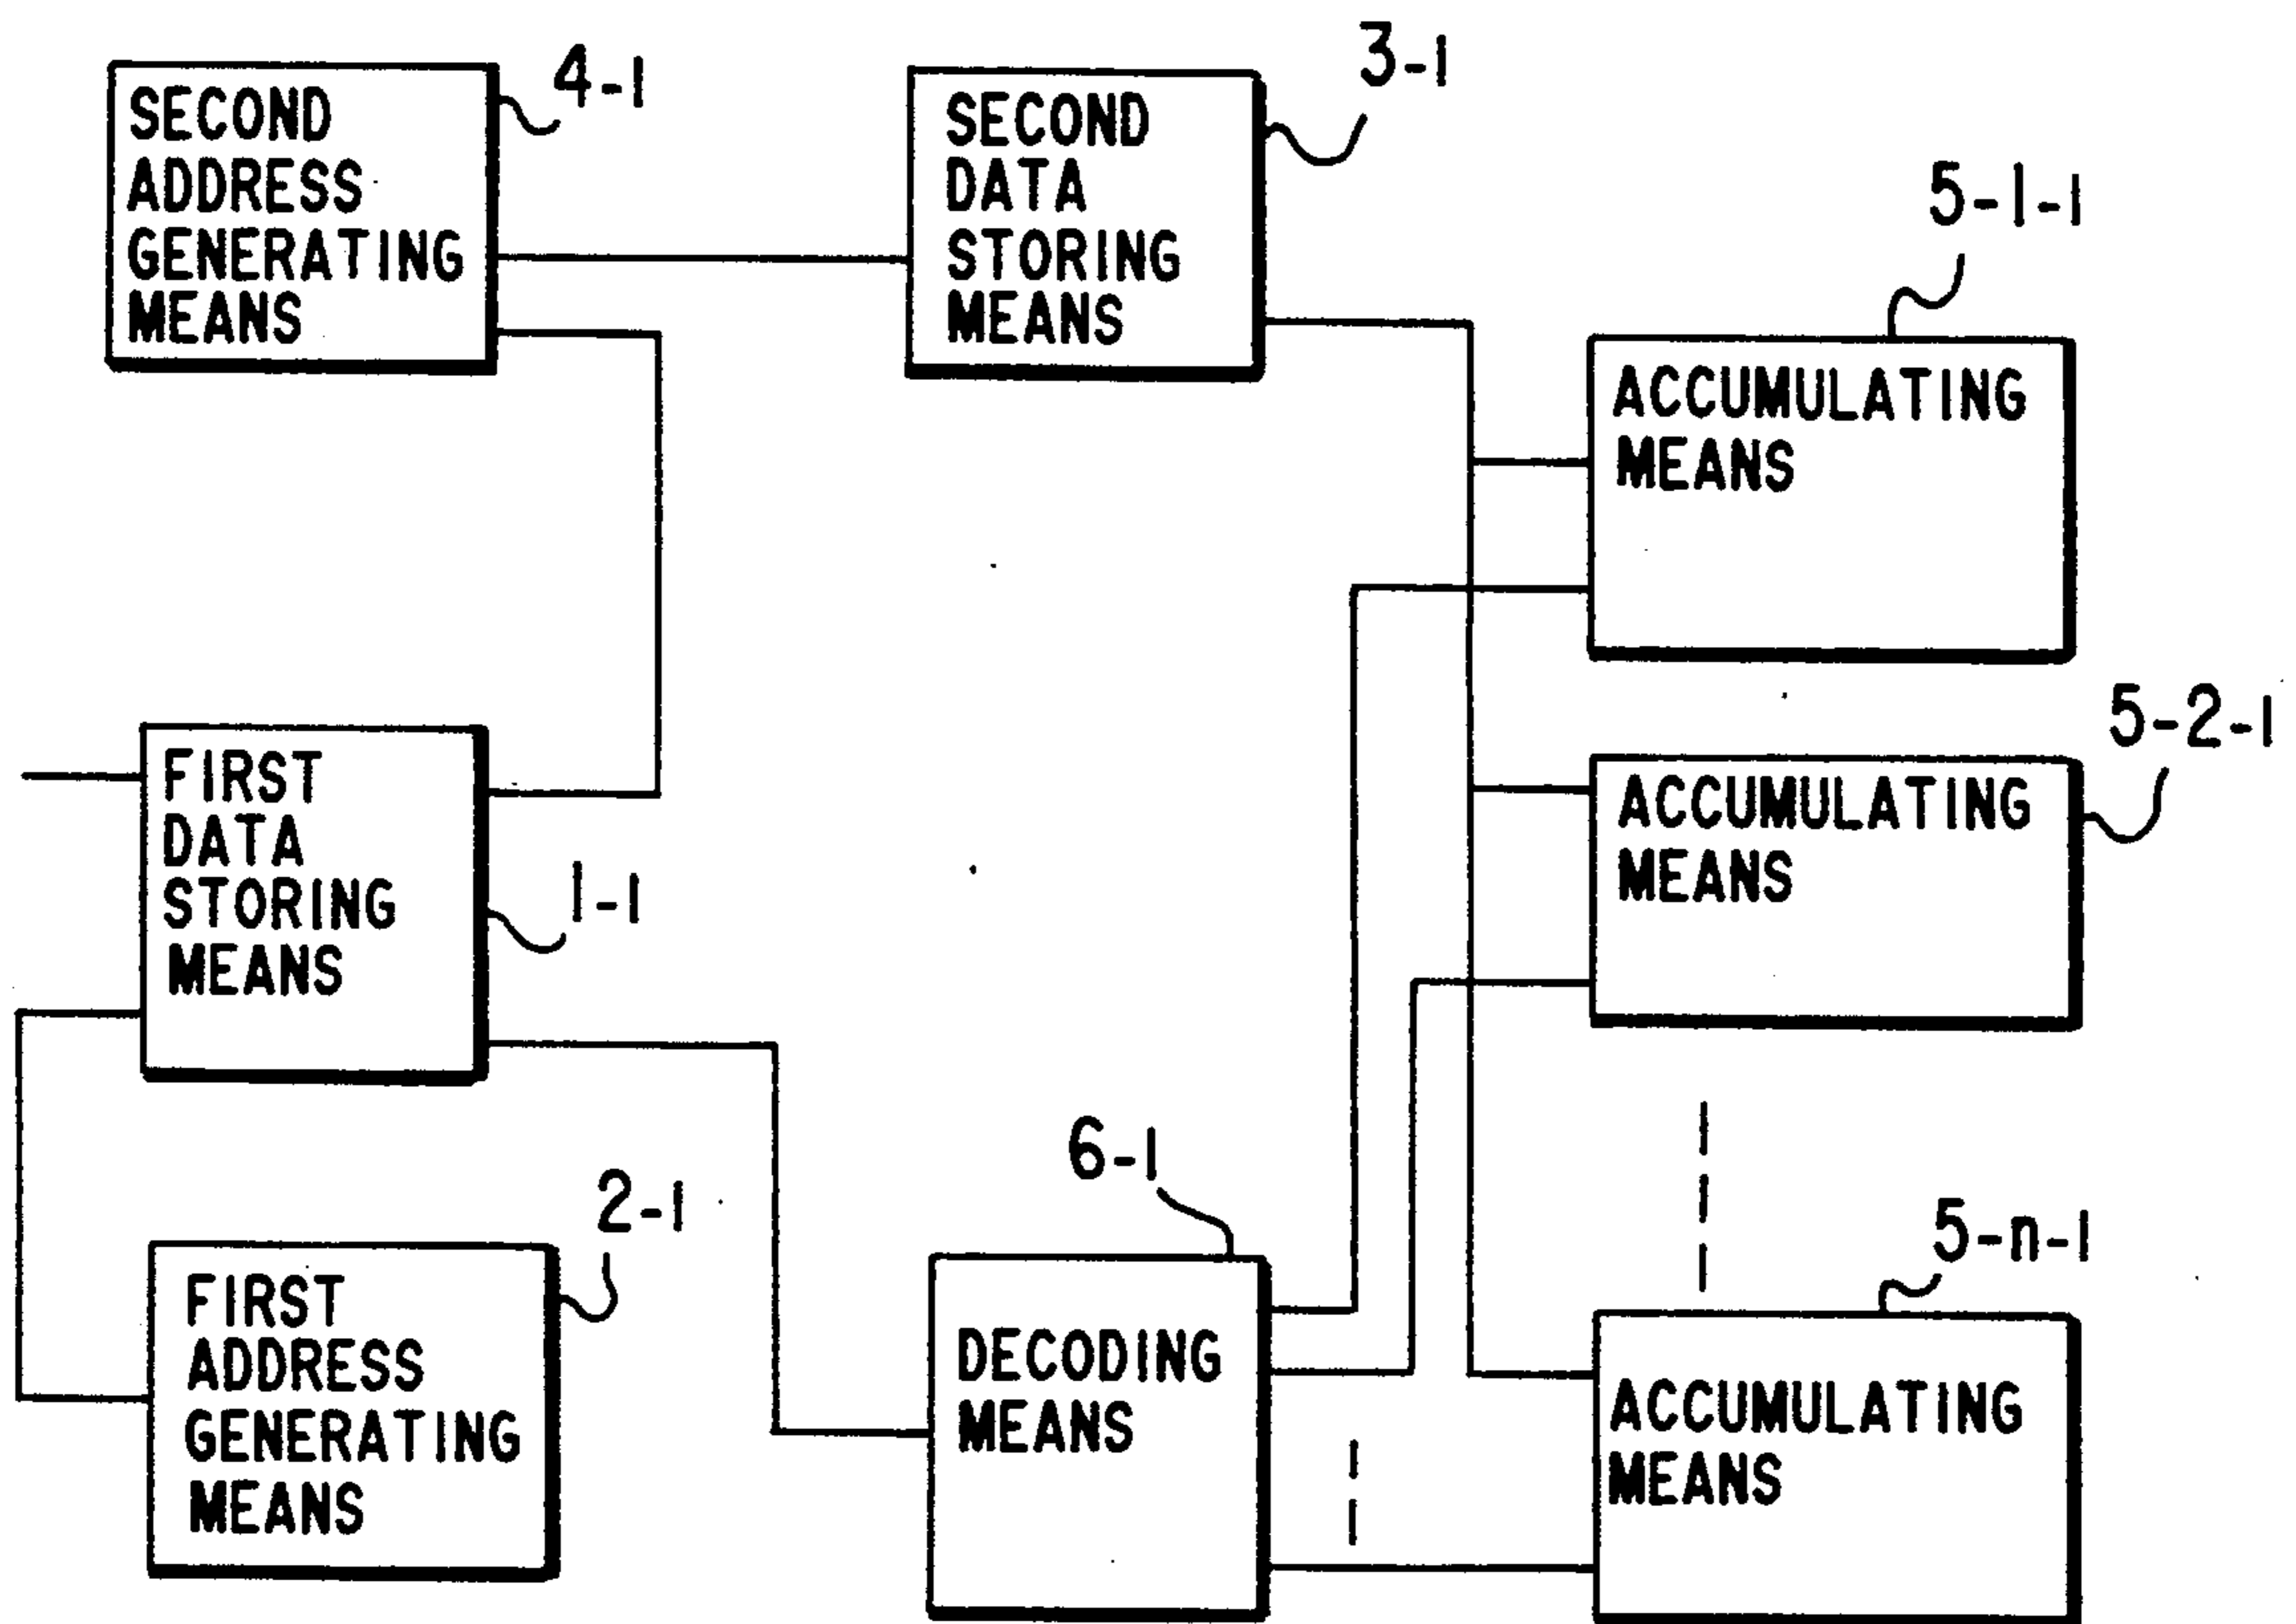 4-1
SECOND
ADDRESS
GENERATING
MEANS
3-1
SECOND
DATA
STORING
MEANS
5-1-1
ACCUMULATING
MEANS
5-2-1
ACCUMULATING
MEANS
FIRST
DATA
STORING
MEANS
1-1
2-1
FIRST
ADDRESS
GENERATING
MEANS
6-1
DECODING
MEANS
5-n-1
ACCUMULATING
MEANS